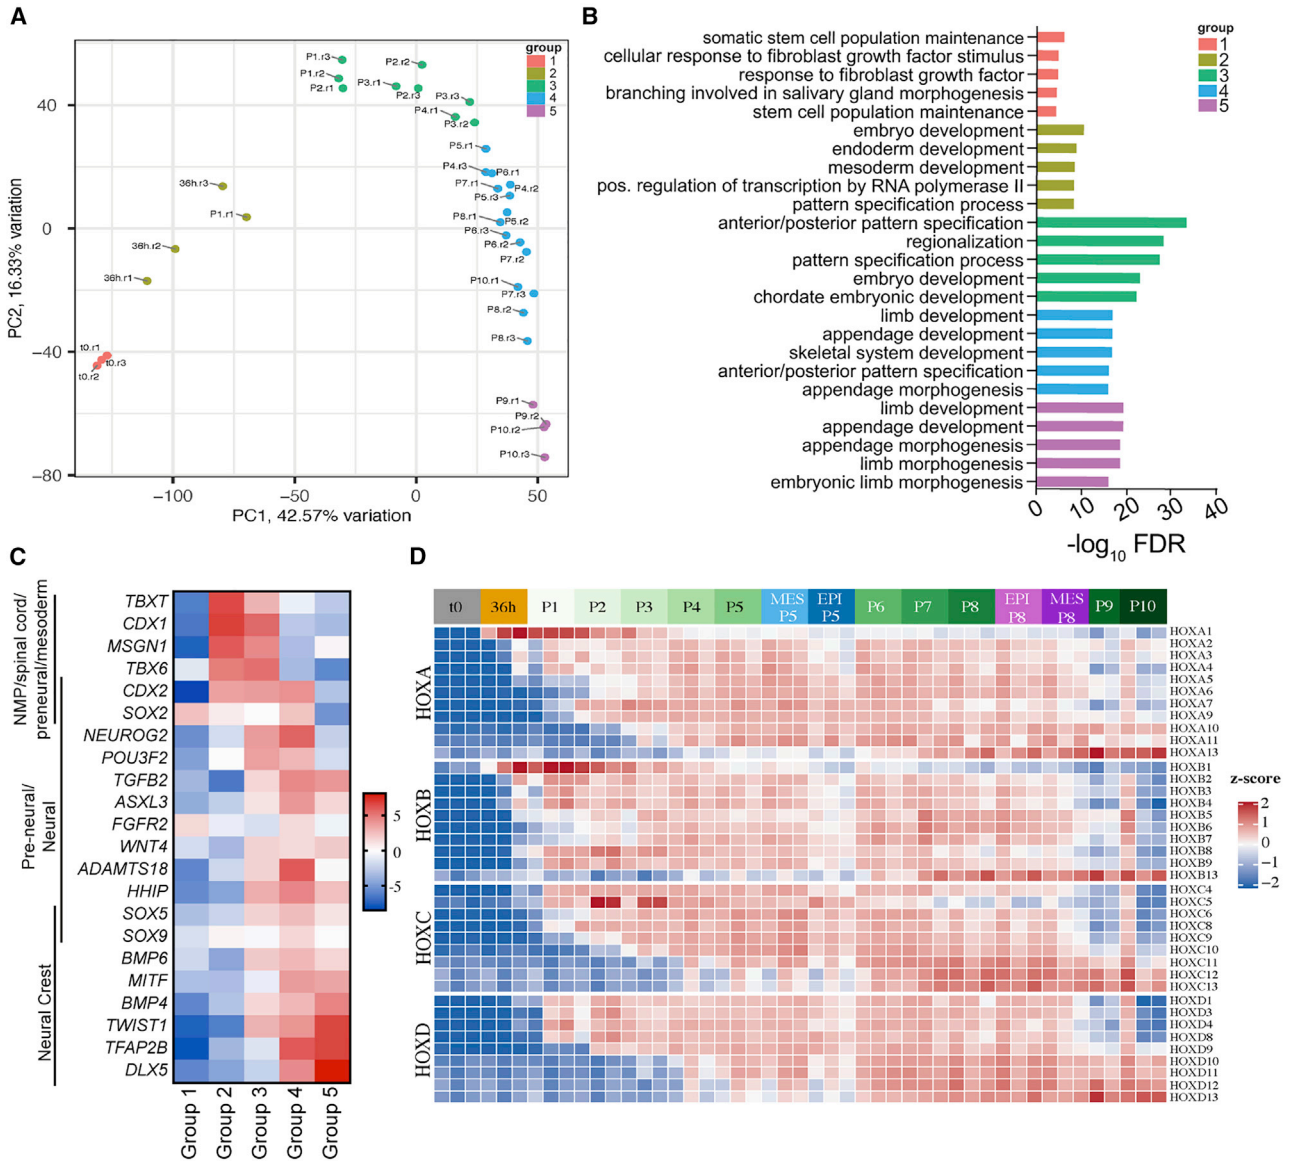 A
P1.r3
P1.r2
P2.r1
P2.r2
P3.r1
P2.r3
P3.r3
P4.r1
P3.r2
P5.r1
P4.r3
P6.r1
P7.r1
P4.r2
P5.r3
P8.r1
P5.r2
P6.r3
P6.r2
P7.r2
P10.r1
P7.r3
P8.r2
P8.r3
P9.r1
P9.r2
P10.r2
P10.r3
36h.r3
P1.r1
36h.r2
36h.r1
t0.r1
t0.r3
t0.r2
group
1
2
3
4
5
40
0
−40
−80
−100
−50
0
50
PC2, 16.33% variation
PC1, 42.57% variation
B
somatic stem cell population maintenance
cellular response to fibroblast growth factor stimulus
response to fibroblast growth factor
branching involved in salivary gland morphogenesis
stem cell population maintenance
embryo development
endoderm development
mesoderm development
pos. regulation of transcription by RNA polymerase II
pattern specification process
anterior/posterior pattern specification
regionalization
pattern specification process
embryo development
chordate embryonic development
limb development
appendage development
skeletal system development
anterior/posterior pattern specification
appendage morphogenesis
limb development
appendage development
appendage morphogenesis
limb morphogenesis
embryonic limb morphogenesis
group
1
2
3
4
5
0
10
20
30
40
-log10 FDR
C
NMP/spinal cord/
preneural/mesoderm
Pre-neural/
Neural
Neural Crest
TBXT
CDX1
MSGN1
TBX6
CDX2
SOX2
NEUROG2
POU3F2
TGFB2
ASXL3
FGFR2
WNT4
ADAMTS18
HHIP
SOX5
SOX9
BMP6
MITF
BMP4
TWIST1
TFAP2B
DLX5
Group 1
Group 2
Group 3
Group 4
Group 5
5
0
-5
D
t0
36h
P1
P2
P3
P4
P5
MES
P5
EPI
P5
P6
P7
P8
EPI
P8
MES
P8
P9
P10
HOXA
HOXA1
HOXA2
HOXA3
HOXA4
HOXA5
HOXA6
HOXA7
HOXA9
HOXA10
HOXA11
HOXA13
HOXB
HOXB1
HOXB2
HOXB3
HOXB4
HOXB5
HOXB6
HOXB7
HOXB8
HOXB9
HOXB13
HOXC
HOXC4
HOXC5
HOXC6
HOXC8
HOXC9
HOXC10
HOXC11
HOXC12
HOXC13
HOXD
HOXD1
HOXD3
HOXD4
HOXD8
HOXD9
HOXD10
HOXD11
HOXD12
HOXD13
z-score
2
1
0
−1
−2